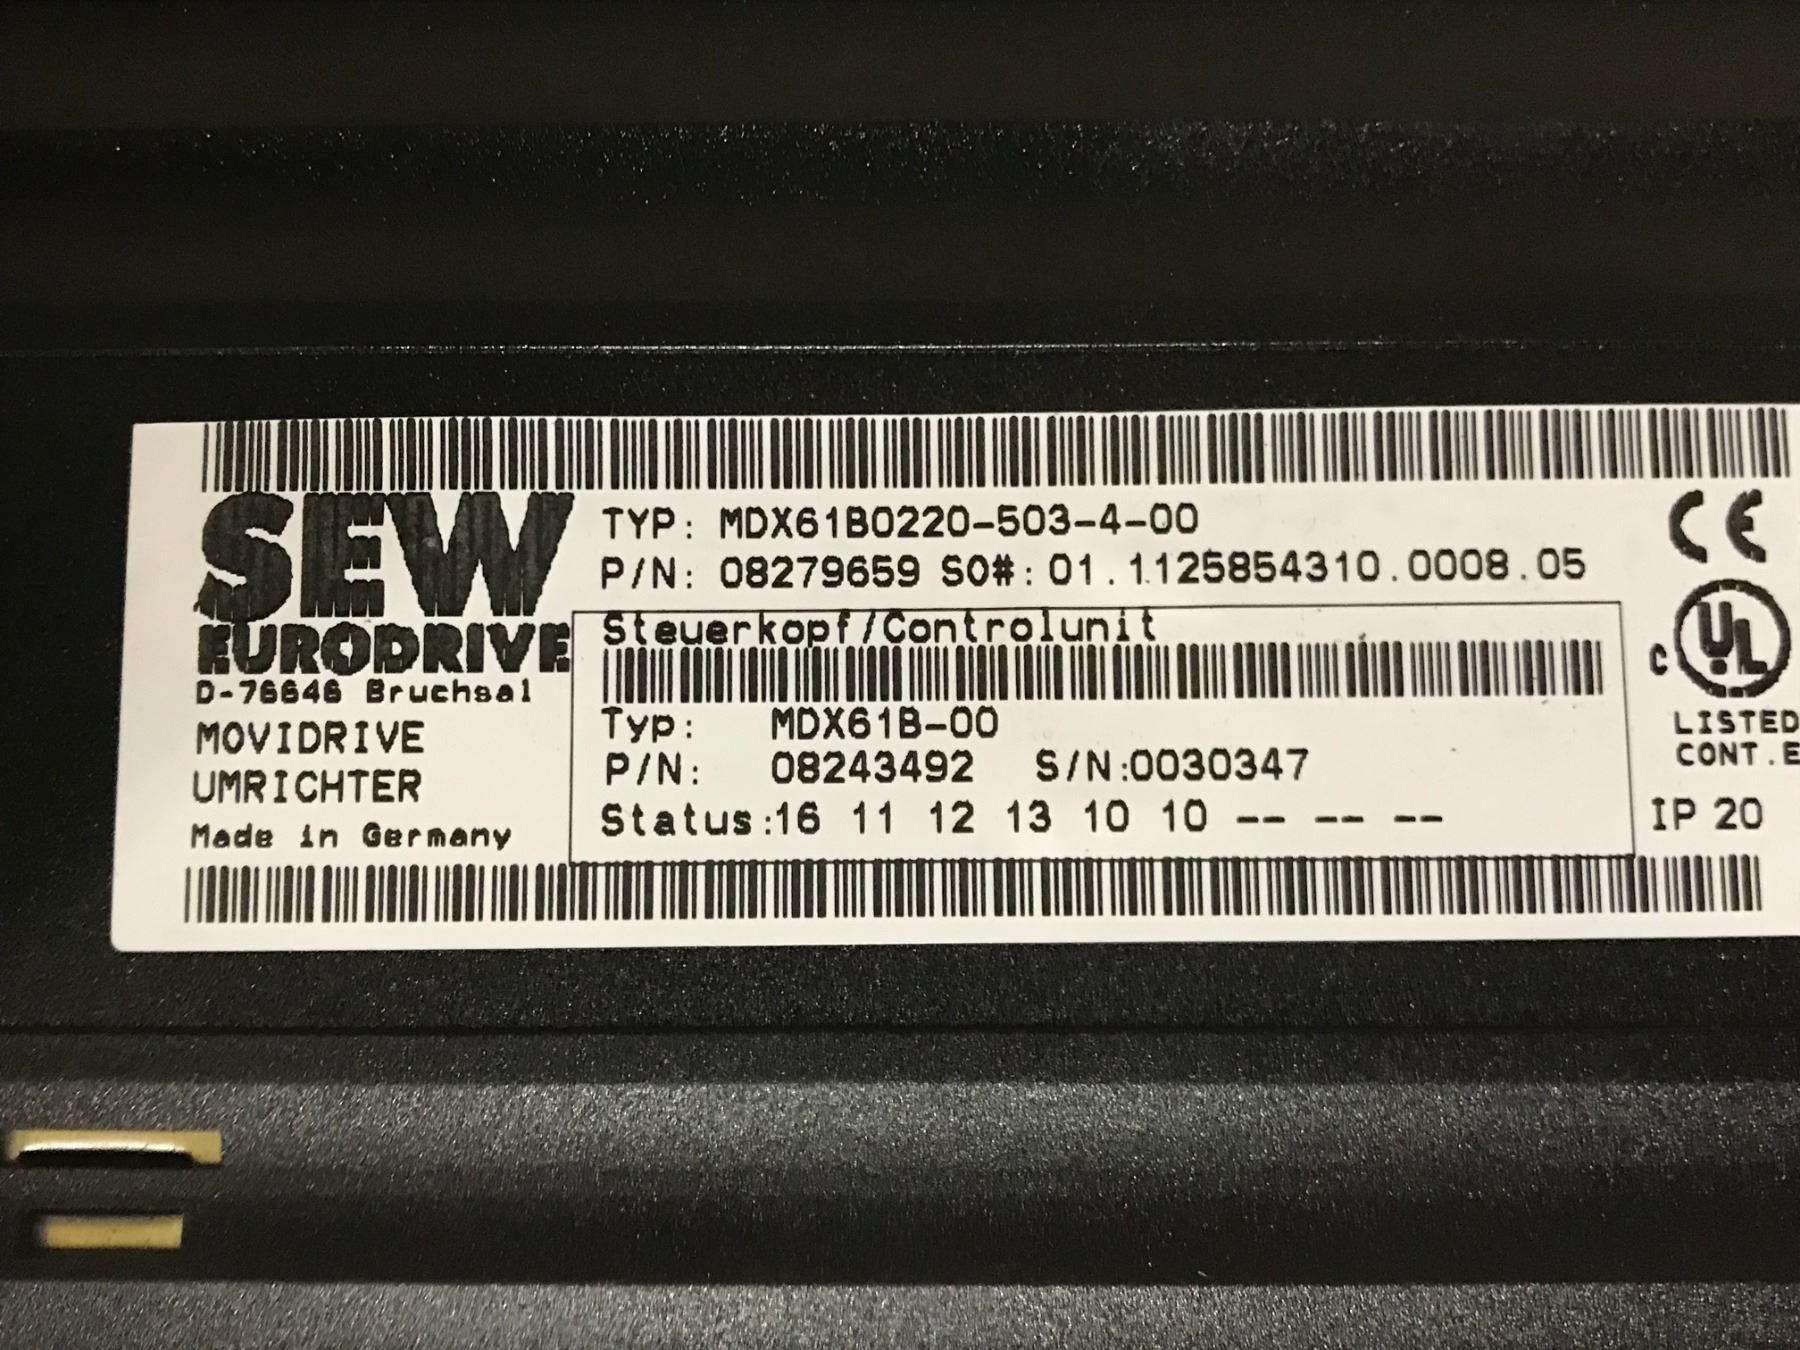 SEW
EURODRIVE
D-76646 Bruchsal
MOVIDRIVE
UMRICHTER
Made in Germany
TYP: MDX61B0220-503-4-00
P/N: 08279659 SO#: 01.1125854310.0008.05
Steuerkopf/Controlunit
Typ: MDX61B-00
P/N: 08243492 S/N:0030347
Status:16 11 12 13 10 10 -- -- --
CE
C UL
LISTED
CONT.E
IP 20